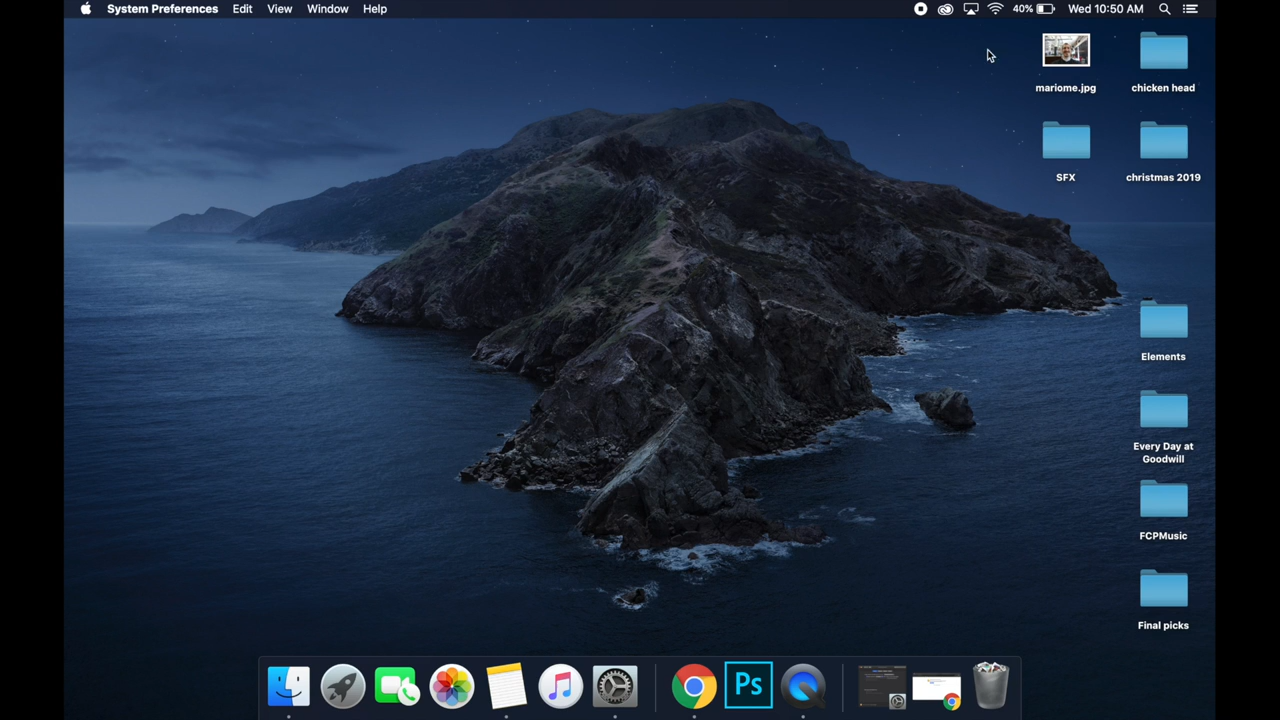 System Preferences Edit View Window Help 40% Wed 10:50 AM
mariome.jpg chicken head
SFX christmas 2019
Elements
Every Day at
Goodwill
FCPMusic
Final picks
Ps